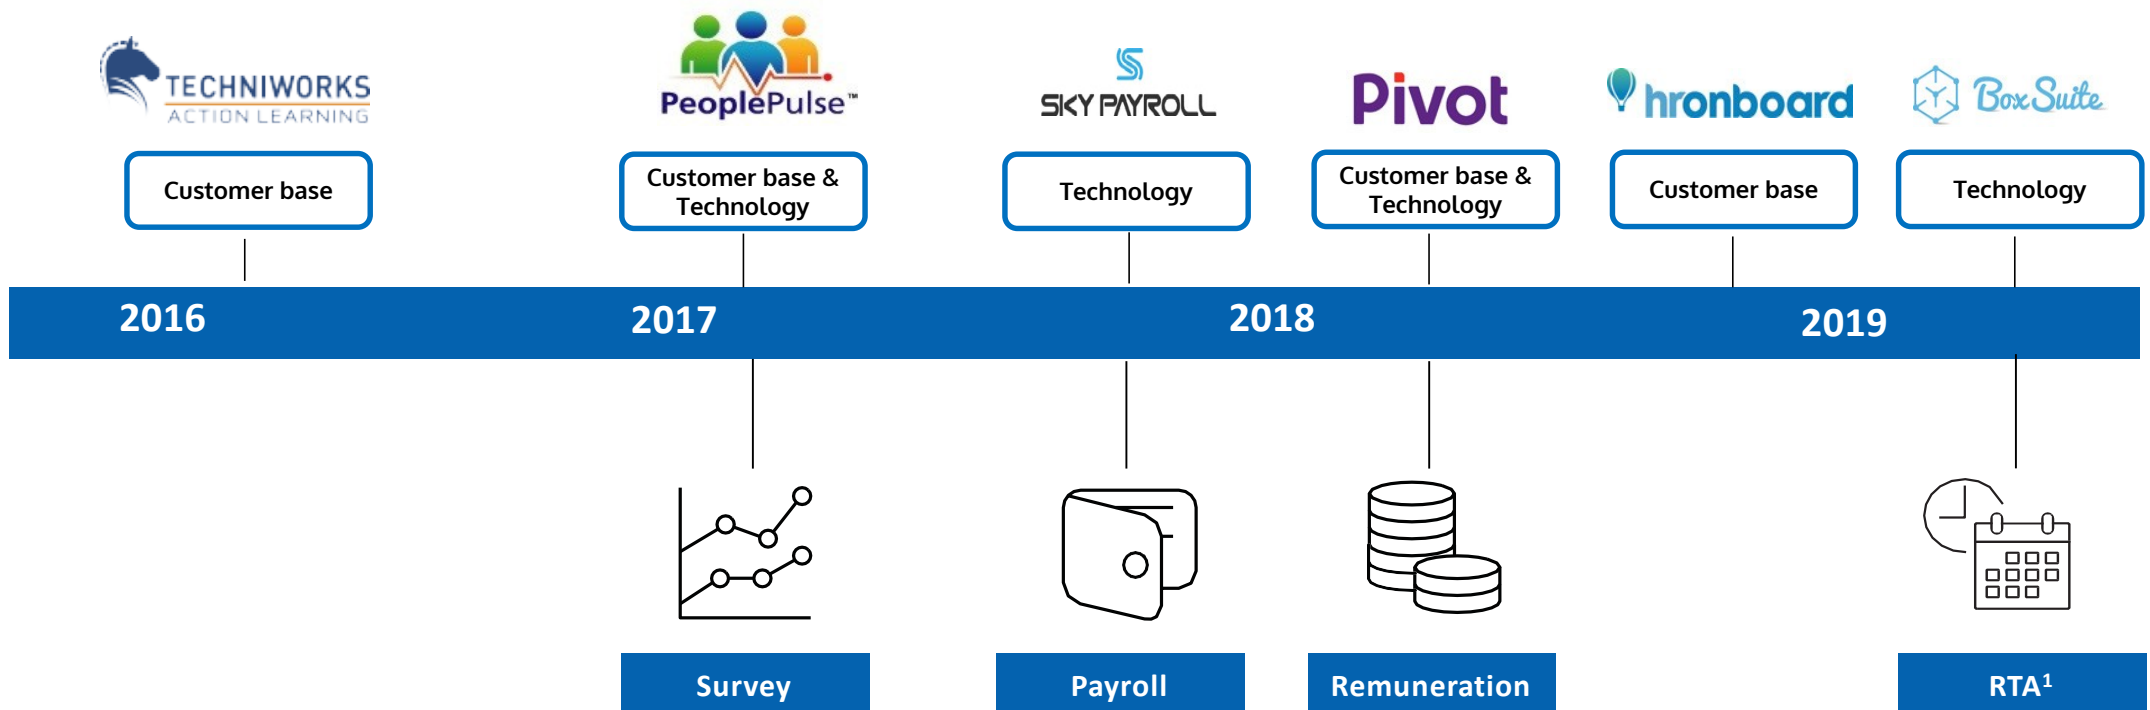 TECHNIWORKS
ACTION LEARNING
PeoplePulse™
SKY PAYROLL
Pivot
hronboard
BoxSuite
Customer base
Customer base &
Technology
Technology
Customer base &
Technology
Customer base
Technology
2016
2017
2018
2019
Survey
Payroll
Remuneration
RTA¹